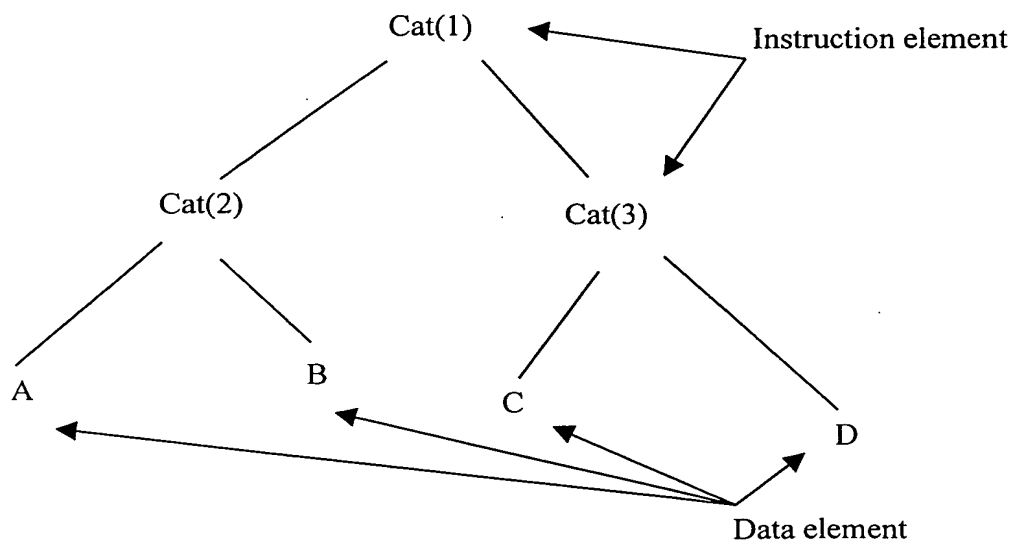 Cat(1)
Instruction element
Cat(2)
Cat(3)
A
B
C
D
Data element